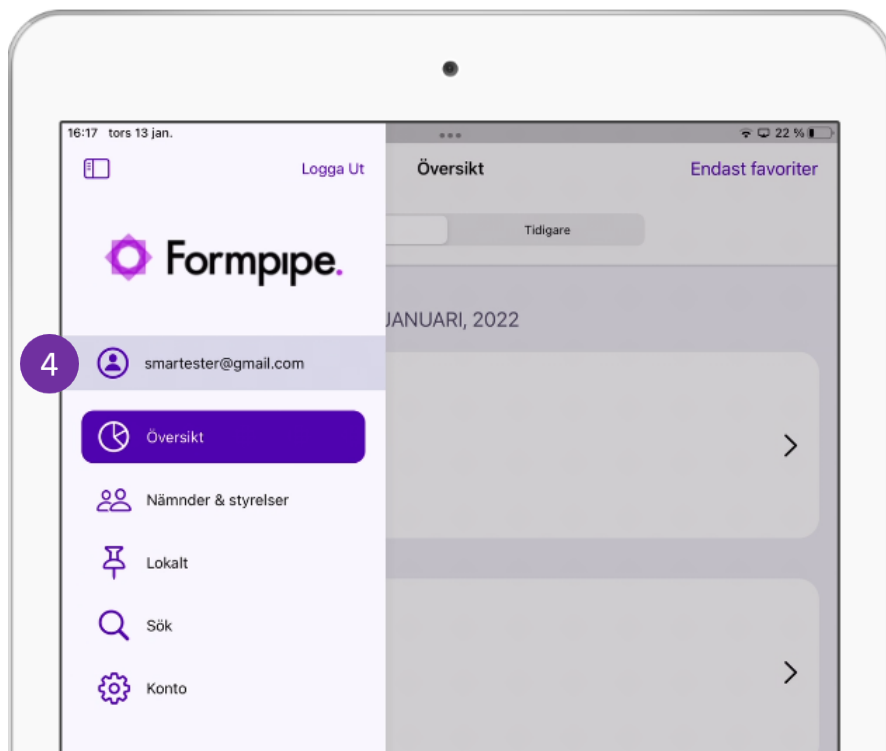 16:17 tors 13 jan.
22 %
Logga Ut
Översikt
Endast favoriter
Tidigare
Formpipe.
JANUARI, 2022
4
smartester@gmail.com
Översikt
Nämnder & styrelser
Lokalt
Sök
Konto